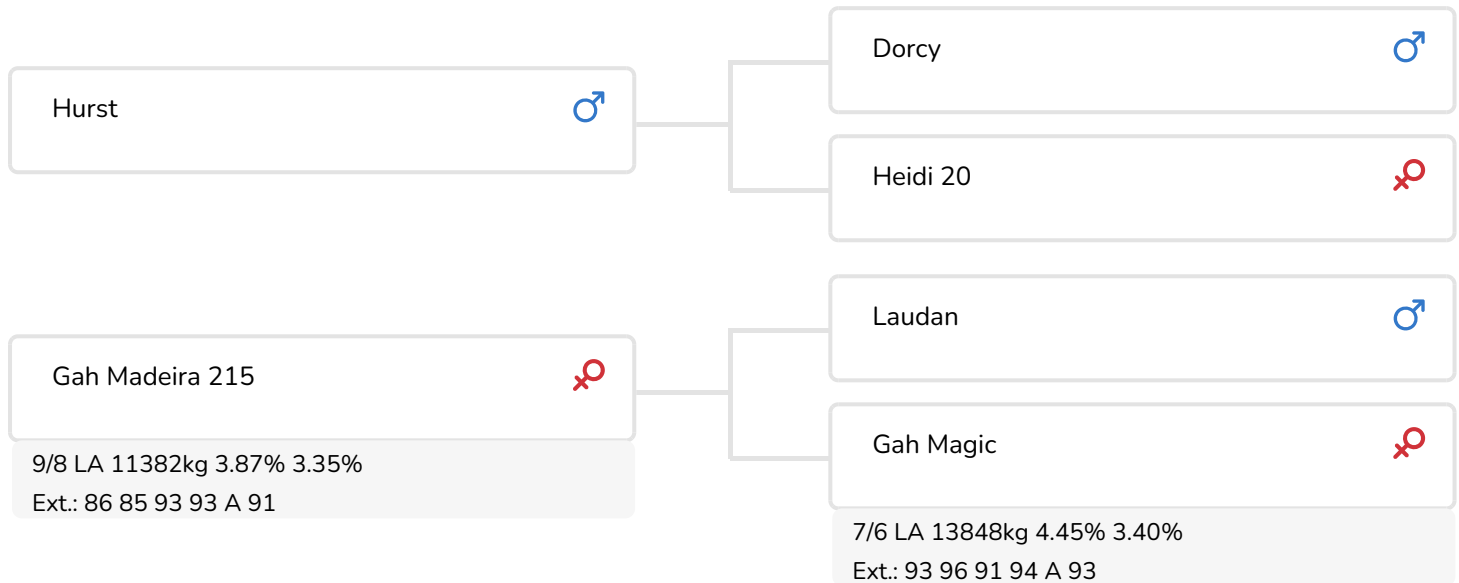 Hurst
Gah Madeira 215
9/8 LA 11382kg 3.87% 3.35%
Ext.: 86 85 93 93 A 91
Dorcy
Heidi 20
Laudan
Gah Magic
7/6 LA 13848kg 4.45% 3.40%
Ext.: 93 96 91 94 A 93